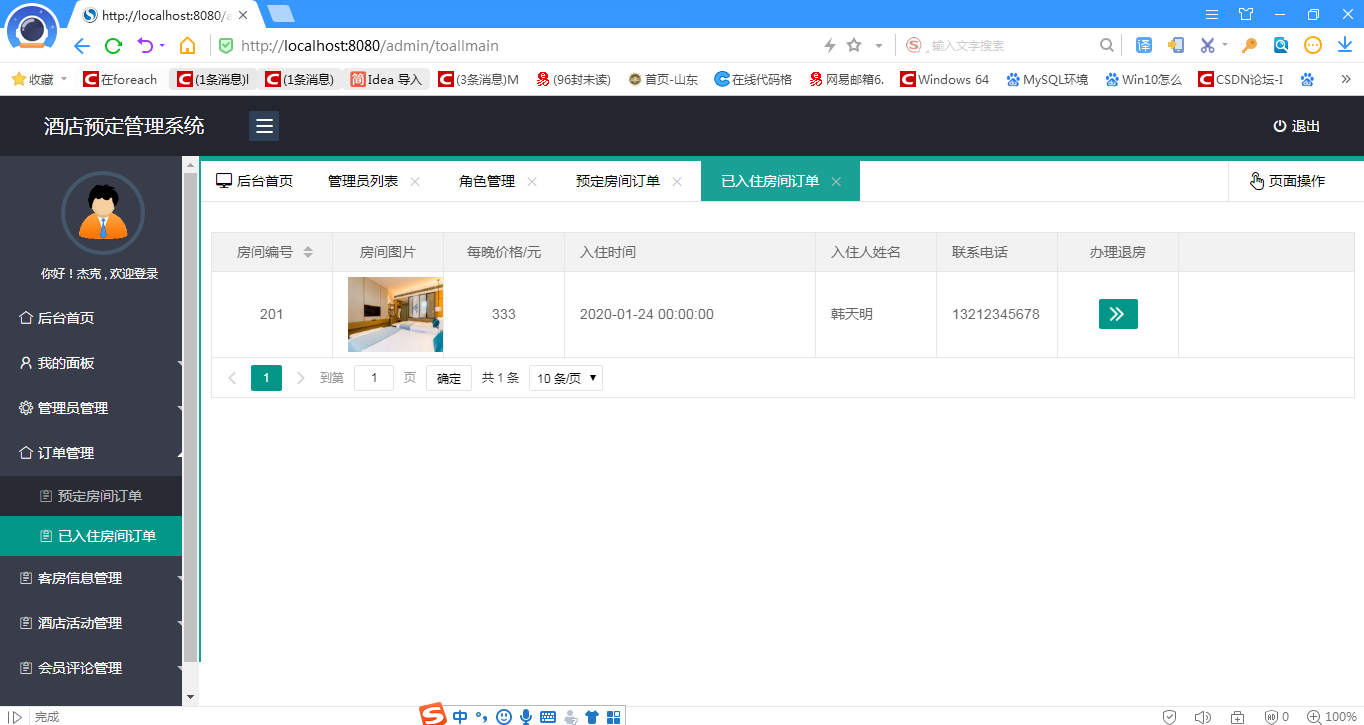 http://localhost:8080/a
http://localhost:8080/admin/toallmain
输入文字搜索
译
收藏 在foreach (1条消息)l (1条消息) 简 Idea 导入 (3条消息)M (96封未读) 首页-山东 在线代码格 网易邮箱6. Windows 64 MySQL环境 Win10怎么 CSDN论坛-I
酒店预定管理系统
退出
你好！杰克 , 欢迎登录
后台首页
我的面板
管理员管理
订单管理
预定房间订单
已入住房间订单
客房信息管理
酒店活动管理
会员评论管理
后台首页 管理员列表 角色管理 预定房间订单 已入住房间订单 页面操作
房间编号 房间图片 每晚价格/元 入住时间 入住人姓名 联系电话 办理退房
201 333 2020-01-24 00:00:00 韩天明 13212345678
1 到第 1 页 确定 共 1 条 10 条/页
完成
S 中
0 100%